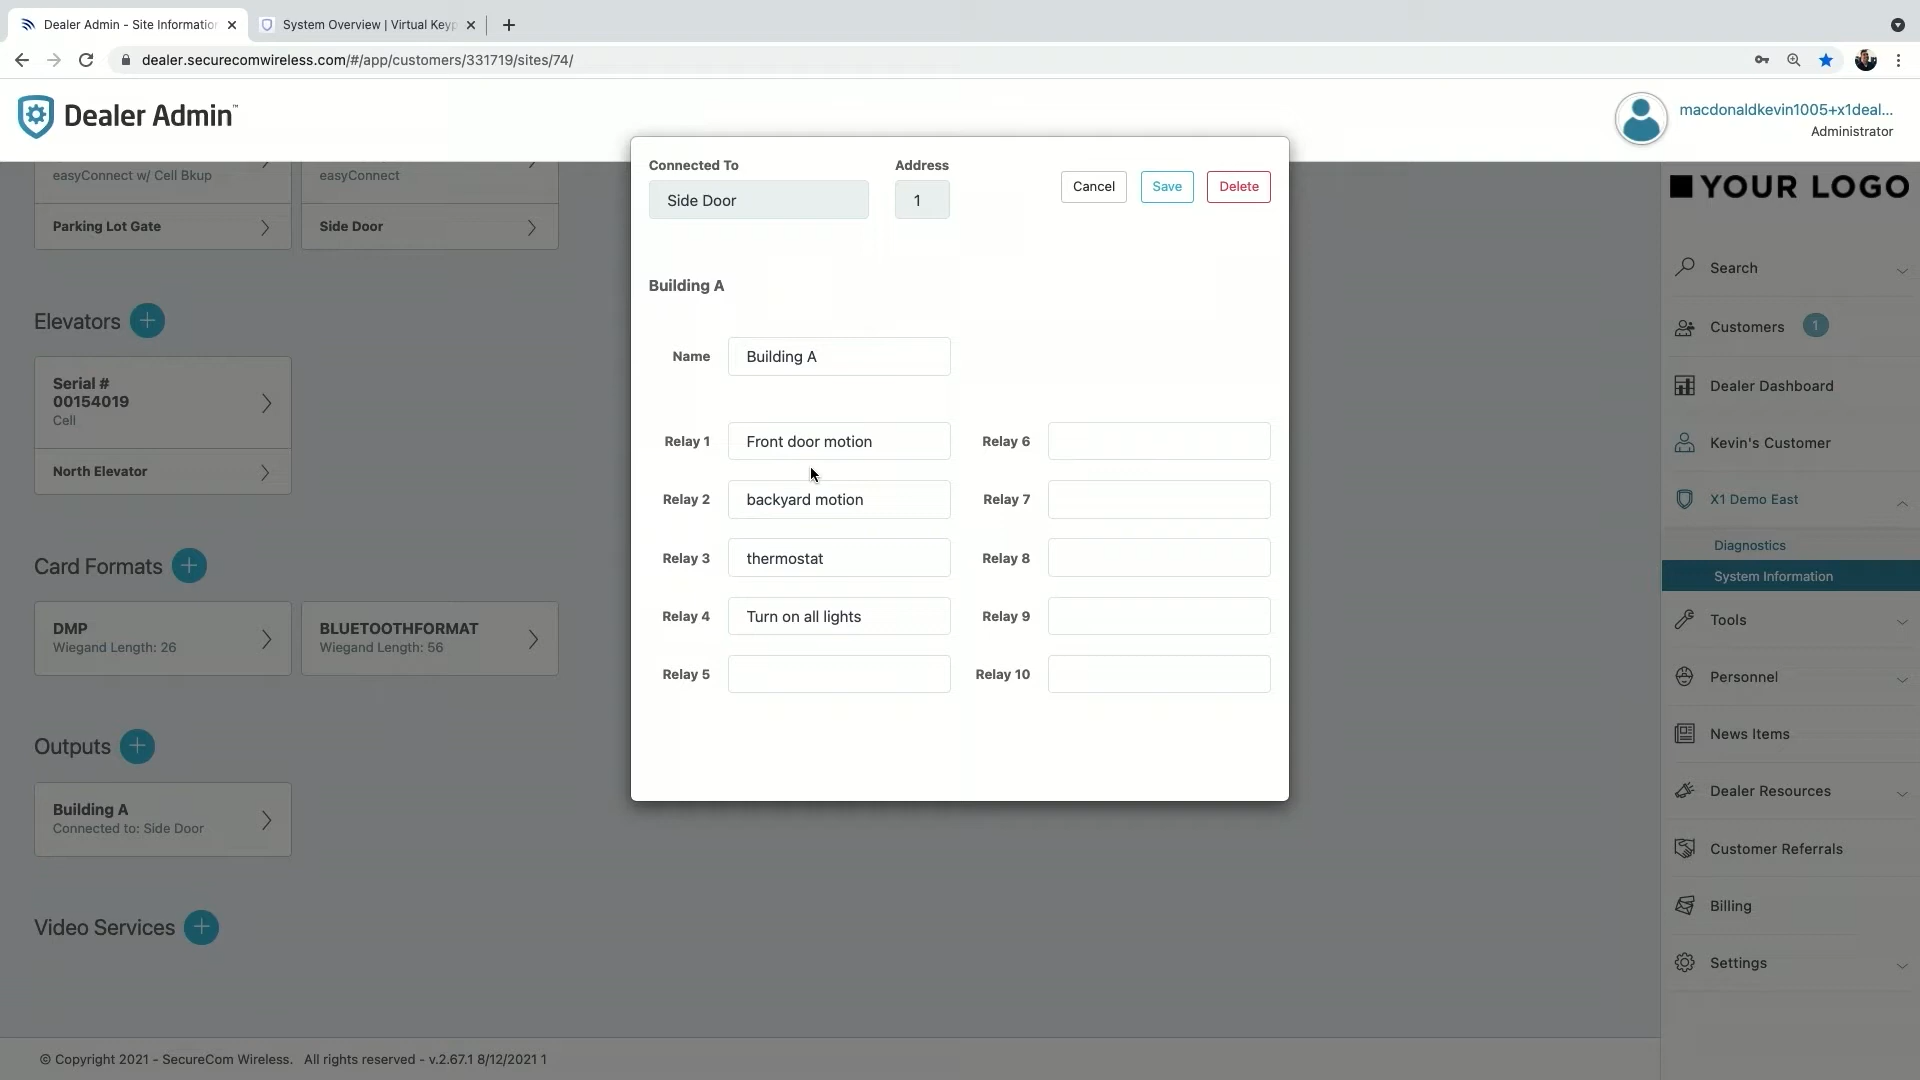 Dealer Admin - Site Informatio
System Overview | Virtual Keyp
dealer.securecomwireless.com/#/app/customers/331719/sites/74/
Dealer Admin™
macdonaldkevin1005+x1deal...
Administrator
easyConnect w/ Cell Bkup
easyConnect
Parking Lot Gate
Side Door
Elevators
Serial #
00154019
Cell
North Elevator
Card Formats
DMP
Wiegand Length: 26
BLUETOOTHFORMAT
Wiegand Length: 56
Outputs
Building A
Connected to: Side Door
Video Services
Connected To
Address
Side Door
1
Cancel
Save
Delete
Building A
Name
Building A
Relay 1
Front door motion
Relay 6
Relay 2
backyard motion
Relay 7
Relay 3
thermostat
Relay 8
Relay 4
Turn on all lights
Relay 9
Relay 5
Relay 10
YOUR LOGO
Search
Customers
1
Dealer Dashboard
Kevin's Customer
X1 Demo East
Diagnostics
System Information
Tools
Personnel
News Items
Dealer Resources
Customer Referrals
Billing
Settings
© Copyright 2021 - SecureCom Wireless. All rights reserved - v.2.67.1 8/12/2021 1